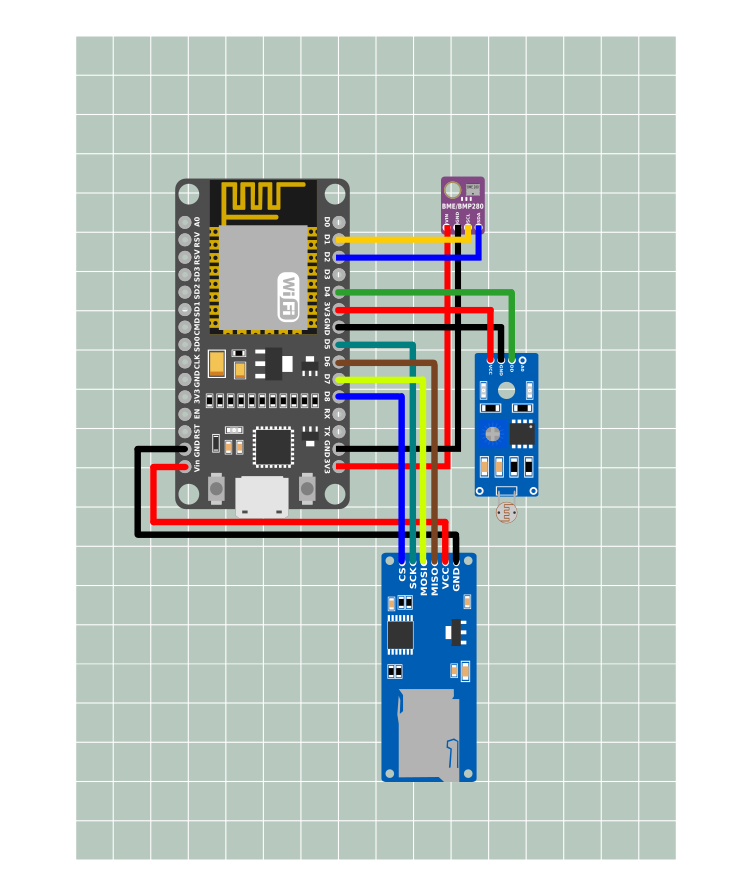 A0
RSV
RSV
SD3
SD2
SD1
CMD
SD0
CLK
GND
3V3
EN
RST
GND
Vin
WiFi
D0
D1
D2
D3
D4
3V3
GND
D5
D6
D7
D8
RX
TX
GND
3V3
BME/BMP280
VIN
GND
SCL
SDA
VCC
GND
DO
AO
CS
SCK
MOSI
MISO
VCC
GND